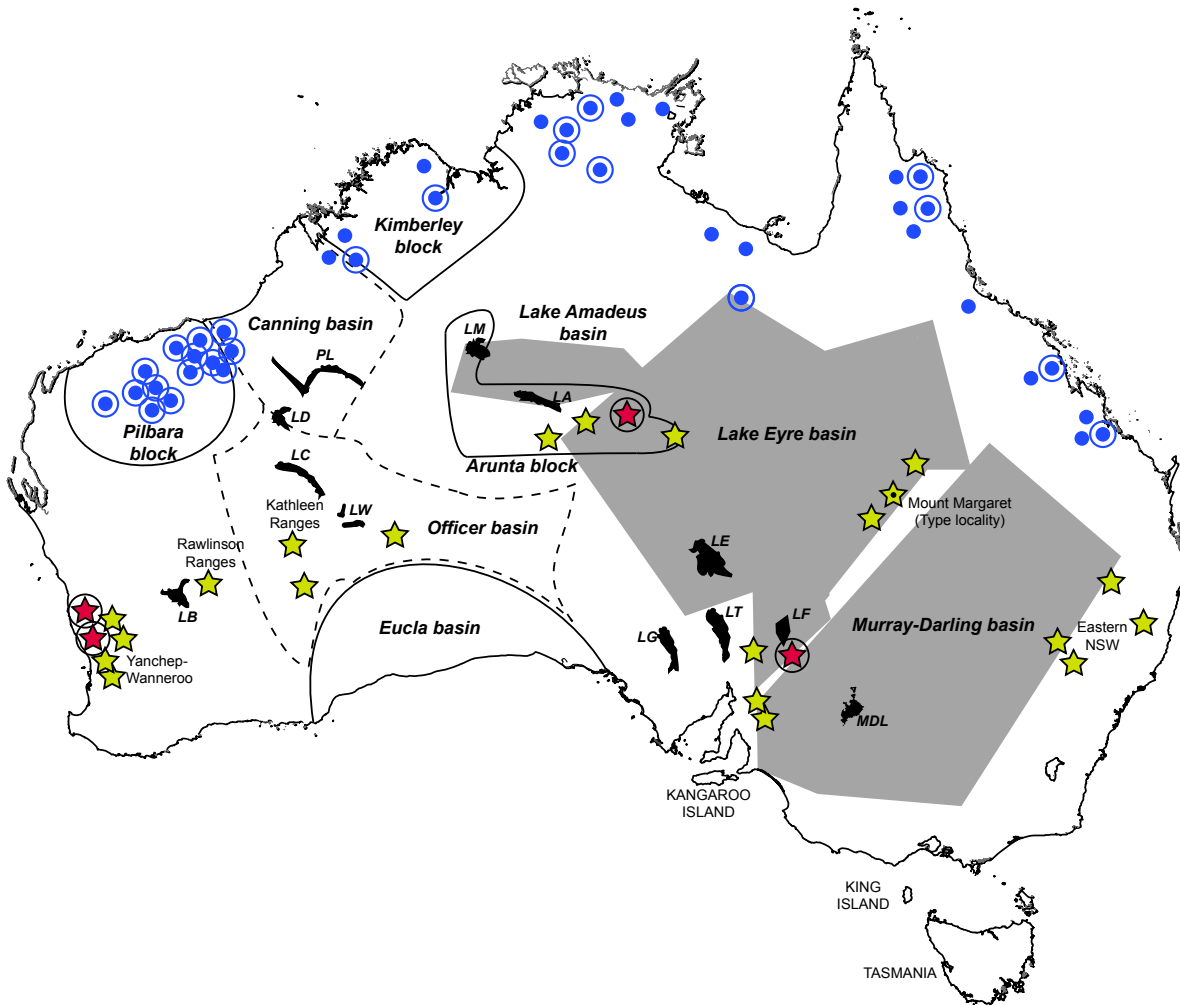 Kimberley
block
Canning basin
Lake Amadeus
basin
LM
PL
LA
LD
Pilbara
block
Lake Eyre basin
Arunta block
LC
Kathleen
Ranges
LW
Officer basin
Mount Margaret
(Type locality)
Rawlinson
Ranges
LE
LB
LT
LF
Eucla basin
LG
Murray-Darling basin
Eastern
NSW
Yanchep-
Wanneroo
MDL
KANGAROO
ISLAND
KING
ISLAND
TASMANIA